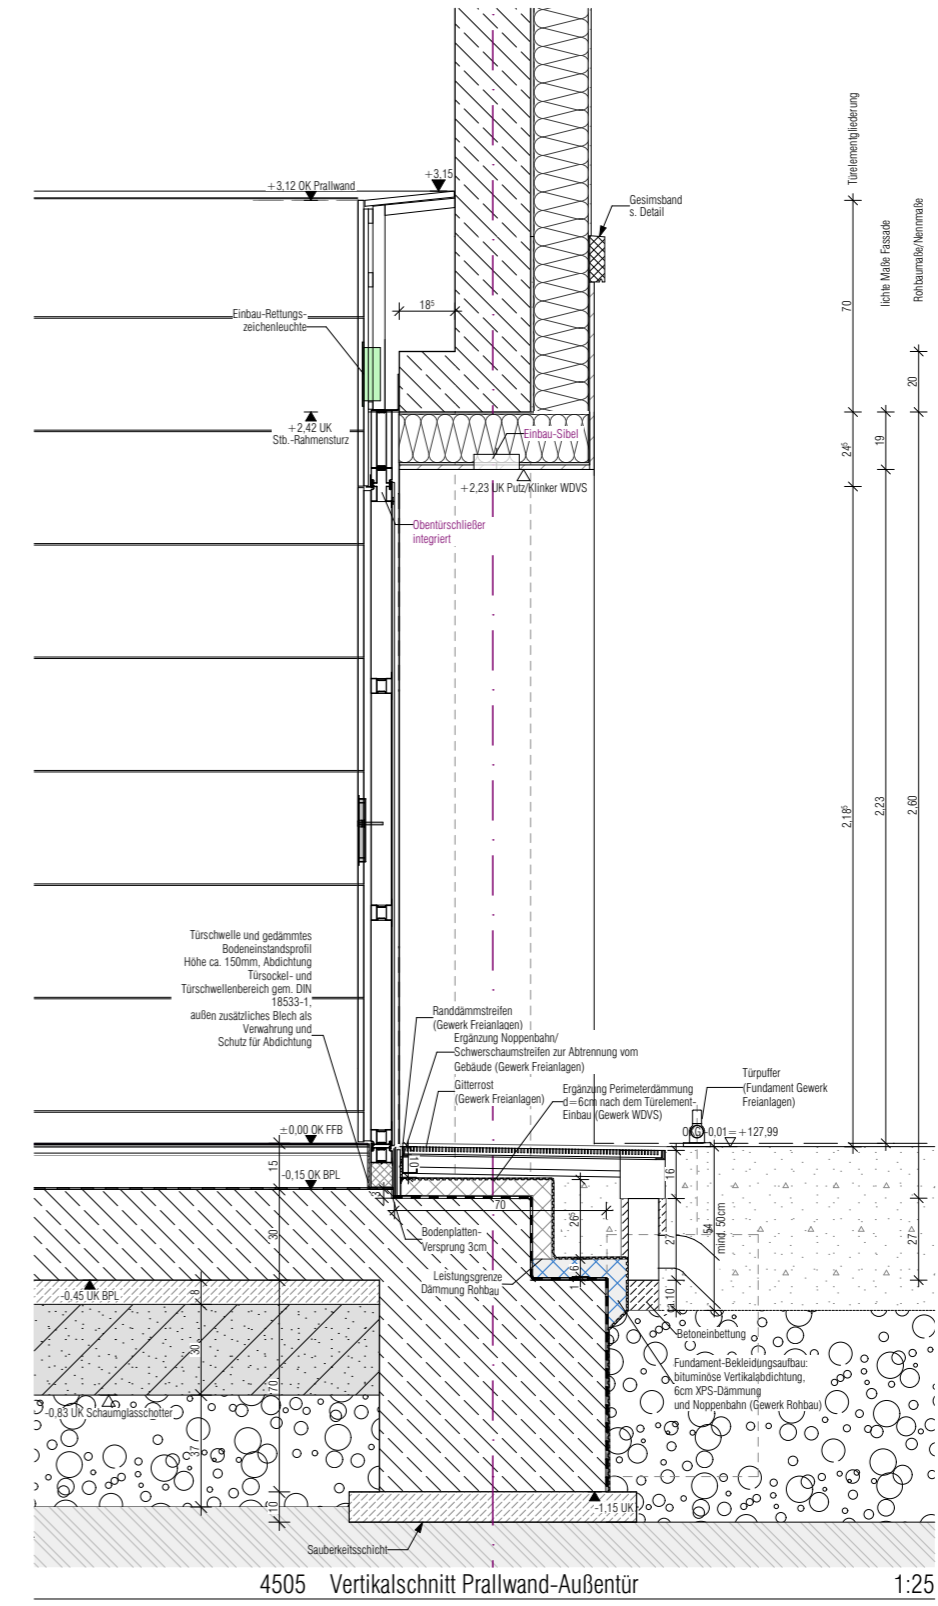 +3,12 OK Prallwand
+3,15
Gesimsband
s. Detail
Türelementgliederung
lichte Maße Fassade
Rohbaumaße/Nennmaße
18⁵
70
20
Einbau-Rettungs-
zeichenleuchte
+2,42 UK
Stb.-Rahmensturz
Einbau-Sibel
24⁵
19
+2,23 UK Putz/Klinker WDVS
Obentürschließer
integriert
2,18⁵
2,23
2,60
Türschwelle und gedämmtes
Bodeneinstandsprofil
Höhe ca. 150mm, Abdichtung
Türsockel- und
Türschwellenbereich gem. DIN
18533-1,
außen zusätzliches Blech als
Verwahrung und
Schutz für Abdichtung
Randdämmstreifen
(Gewerk Freianlagen)
Ergänzung Noppenbahn/
Schwerschaumstreifen zur Abtrennung vom
Gebäude (Gewerk Freianlagen)
Gitterrost
(Gewerk Freianlagen)
Ergänzung Perimeterdämmung
d=6cm nach dem Türelement-
Einbau (Gewerk WDVS)
Türpuffer
(Fundament Gewerk
Freianlagen)
±0,00 OK FFB
-0,01=+127,99
15
-0,15 OK BPL
10
16
3
70
26⁵
54
mind. 50cm
27
27
30
Bodenplatten-
Versprung 3cm
Leistungsgrenze
Dämmung Rohbau
6
-0,45 UK BPL
8
ca.10
Betoneinbettung
30
70
Fundament-Bekleidungsaufbau:
bituminöse Vertikalabdichtung,
6cm XPS-Dämmung
und Noppenbahn (Gewerk Rohbau)
-0,83 UK Schaumglasschotter
37
10
-1,15 UK
Sauberkeitsschicht
4505 Vertikalschnitt Prallwand-Außentür 1:25